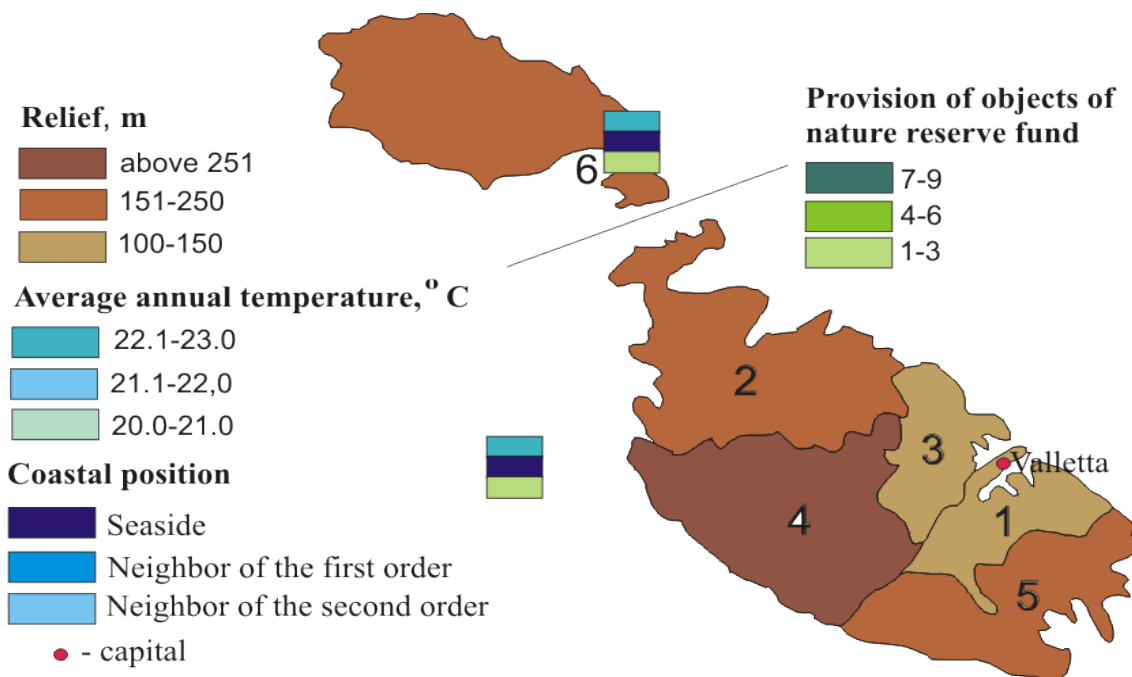 Relief, m
above 251
151-250
100-150
Average annual temperature, o C
22.1-23.0
21.1-22,0
20.0-21.0
Coastal position
Seaside
Neighbor of the first order
Neighbor of the second order
- capital
Provision of objects of
nature reserve fund
7-9
4-6
1-3
6
2
3
Valletta
4
1
5